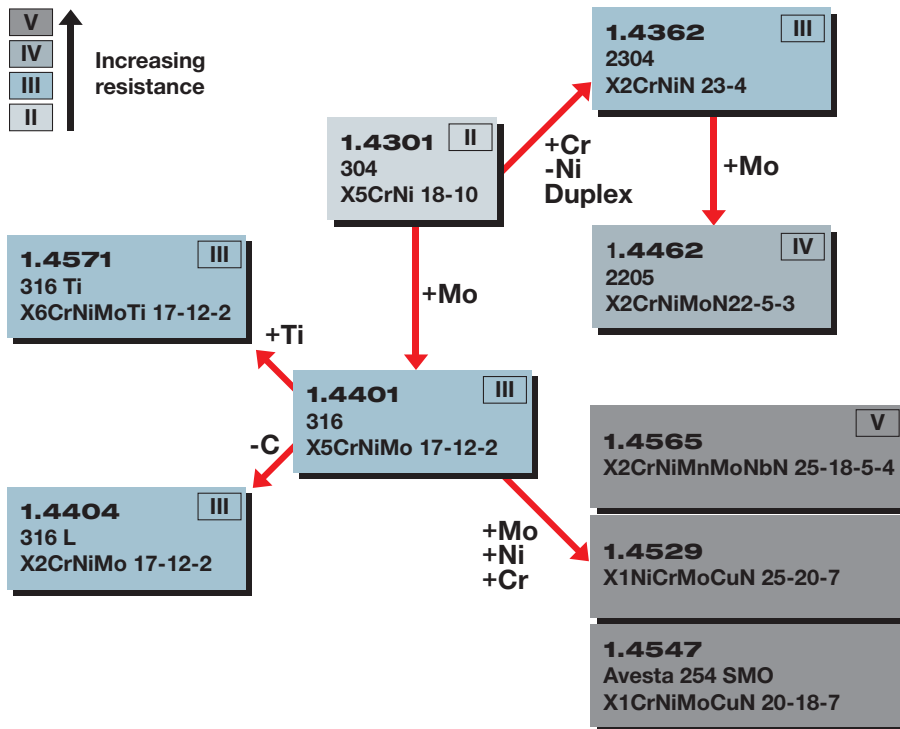 V
IV
III
II
Increasing
resistance
1.4362
III
2304
X2CrNiN 23-4
1.4301
II
304
X5CrNi 18-10
+Cr
-Ni
Duplex
+Mo
1.4462
IV
2205
X2CrNiMoN22-5-3
1.4571
III
316 Ti
X6CrNiMoTi 17-12-2
+Mo
+Ti
1.4401
III
316
X5CrNiMo 17-12-2
-C
1.4404
III
316 L
X2CrNiMo 17-12-2
+Mo
+Ni
+Cr
V
1.4565
X2CrNiMnMoNbN 25-18-5-4
1.4529
X1NiCrMoCuN 25-20-7
1.4547
Avesta 254 SMO
X1CrNiMoCuN 20-18-7